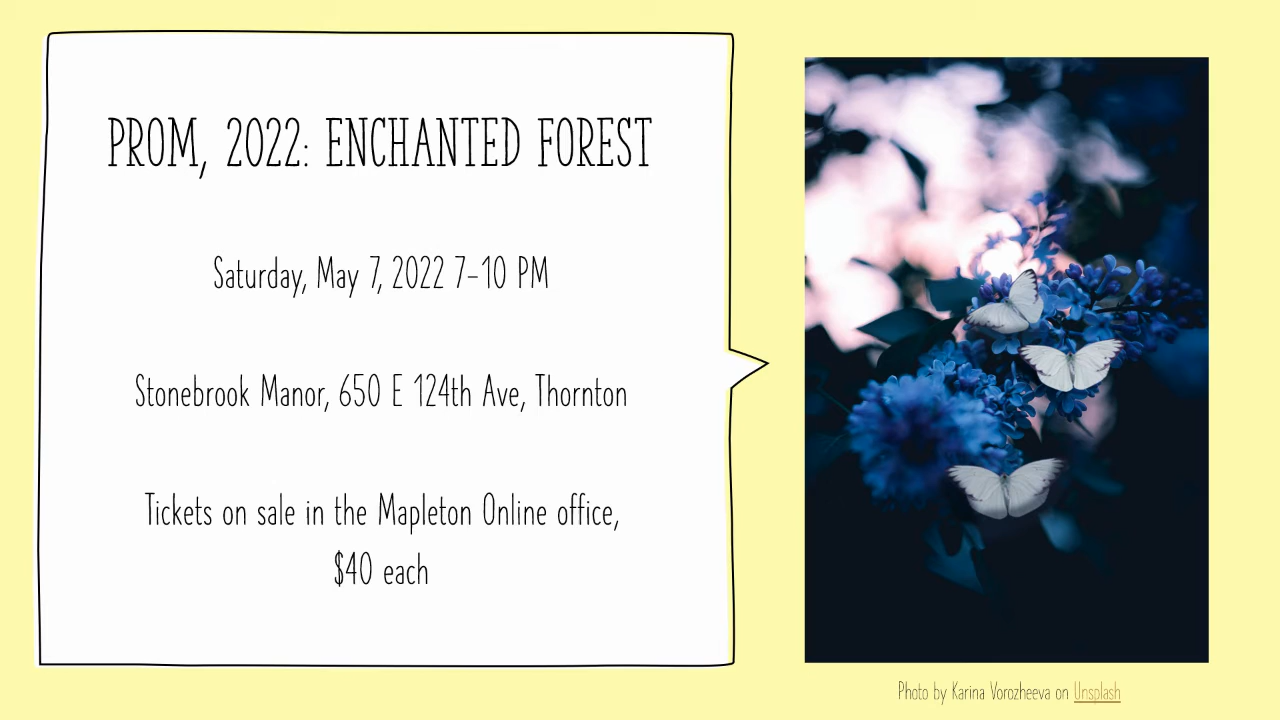 PROM, 2022: ENCHANTED FOREST
Saturday, May 7, 2022 7-10 PM
Stonebrook Manor, 650 E 124th Ave, Thornton
Tickets on sale in the Mapleton Online office,
$40 each
Photo by Karina Vorozheeva on Unsplash